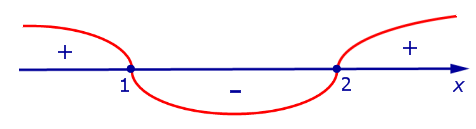 + +
1 - 2 x